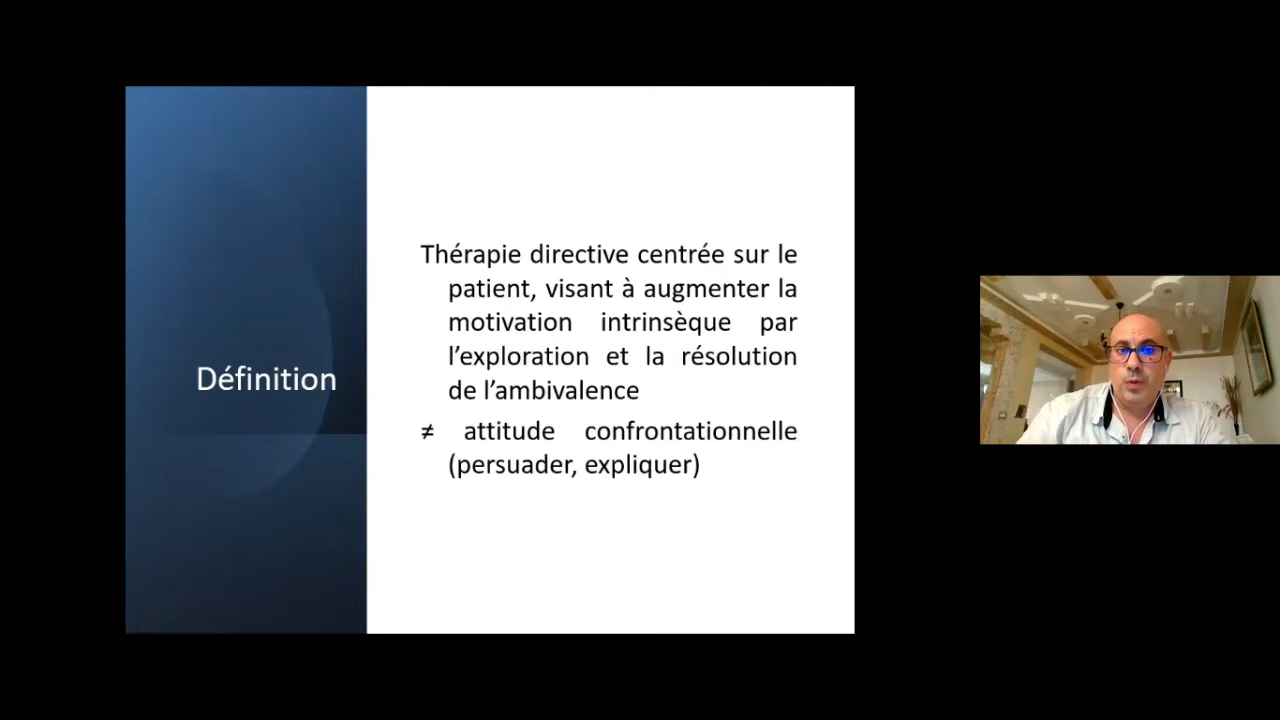 Définition
Thérapie directive centrée sur le
patient, visant à augmenter la
motivation intrinsèque par
l’exploration et la résolution
de l’ambivalence
≠ attitude confrontationnelle
(persuader, expliquer)